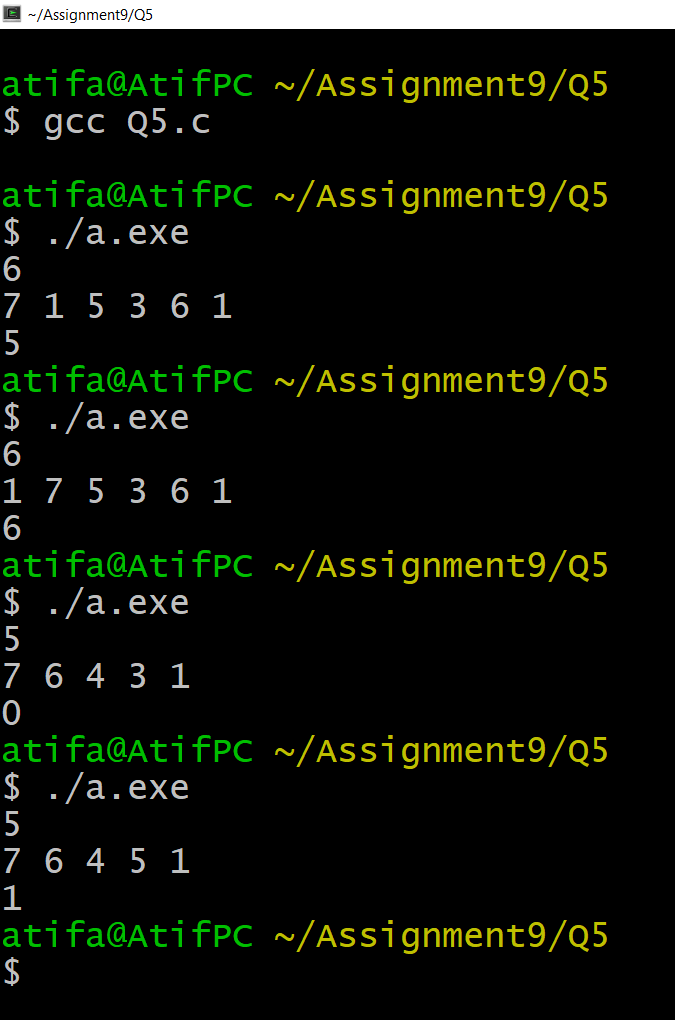 ~/Assignment9/Q5
atifa@AtifPC ~/Assignment9/Q5
$ gcc Q5.c
atifa@AtifPC ~/Assignment9/Q5
$ ./a.exe
6
7 1 5 3 6 1
5
atifa@AtifPC ~/Assignment9/Q5
$ ./a.exe
6
1 7 5 3 6 1
6
atifa@AtifPC ~/Assignment9/Q5
$ ./a.exe
5
7 6 4 3 1
0
atifa@AtifPC ~/Assignment9/Q5
$ ./a.exe
5
7 6 4 5 1
1
atifa@AtifPC ~/Assignment9/Q5
$